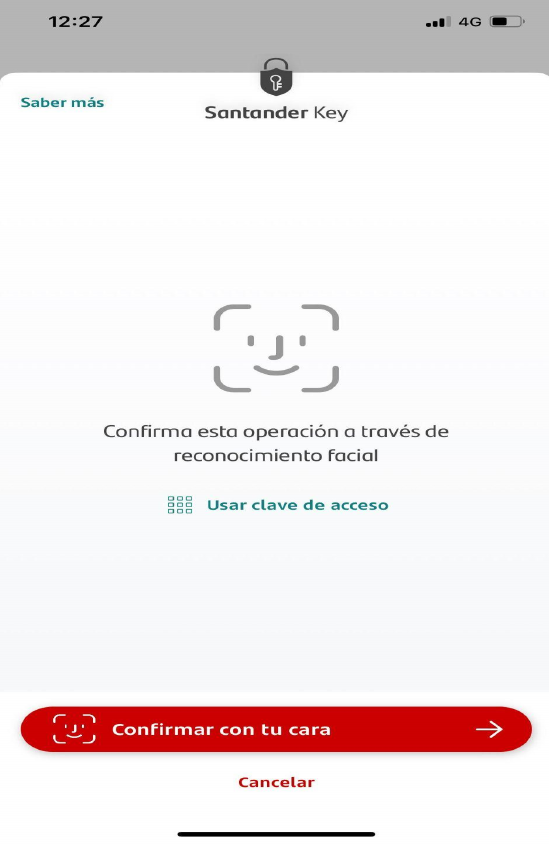 12:27
4G
Saber más
Santander Key
Confirma esta operación a través de
reconocimiento facial
Usar clave de acceso
Confirmar con tu cara
Cancelar